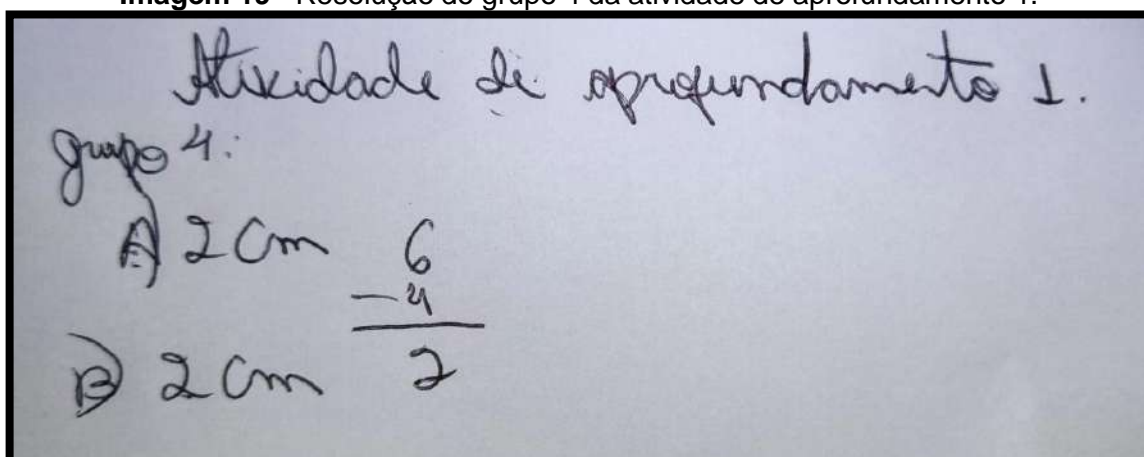 Imagem 10 - Resolução do grupo 4 da atividade de aprofundamento 1.
Atividade de aprofundamento 1.
grupo 4:
A) 2 cm 6
-4
B) 2 cm 2